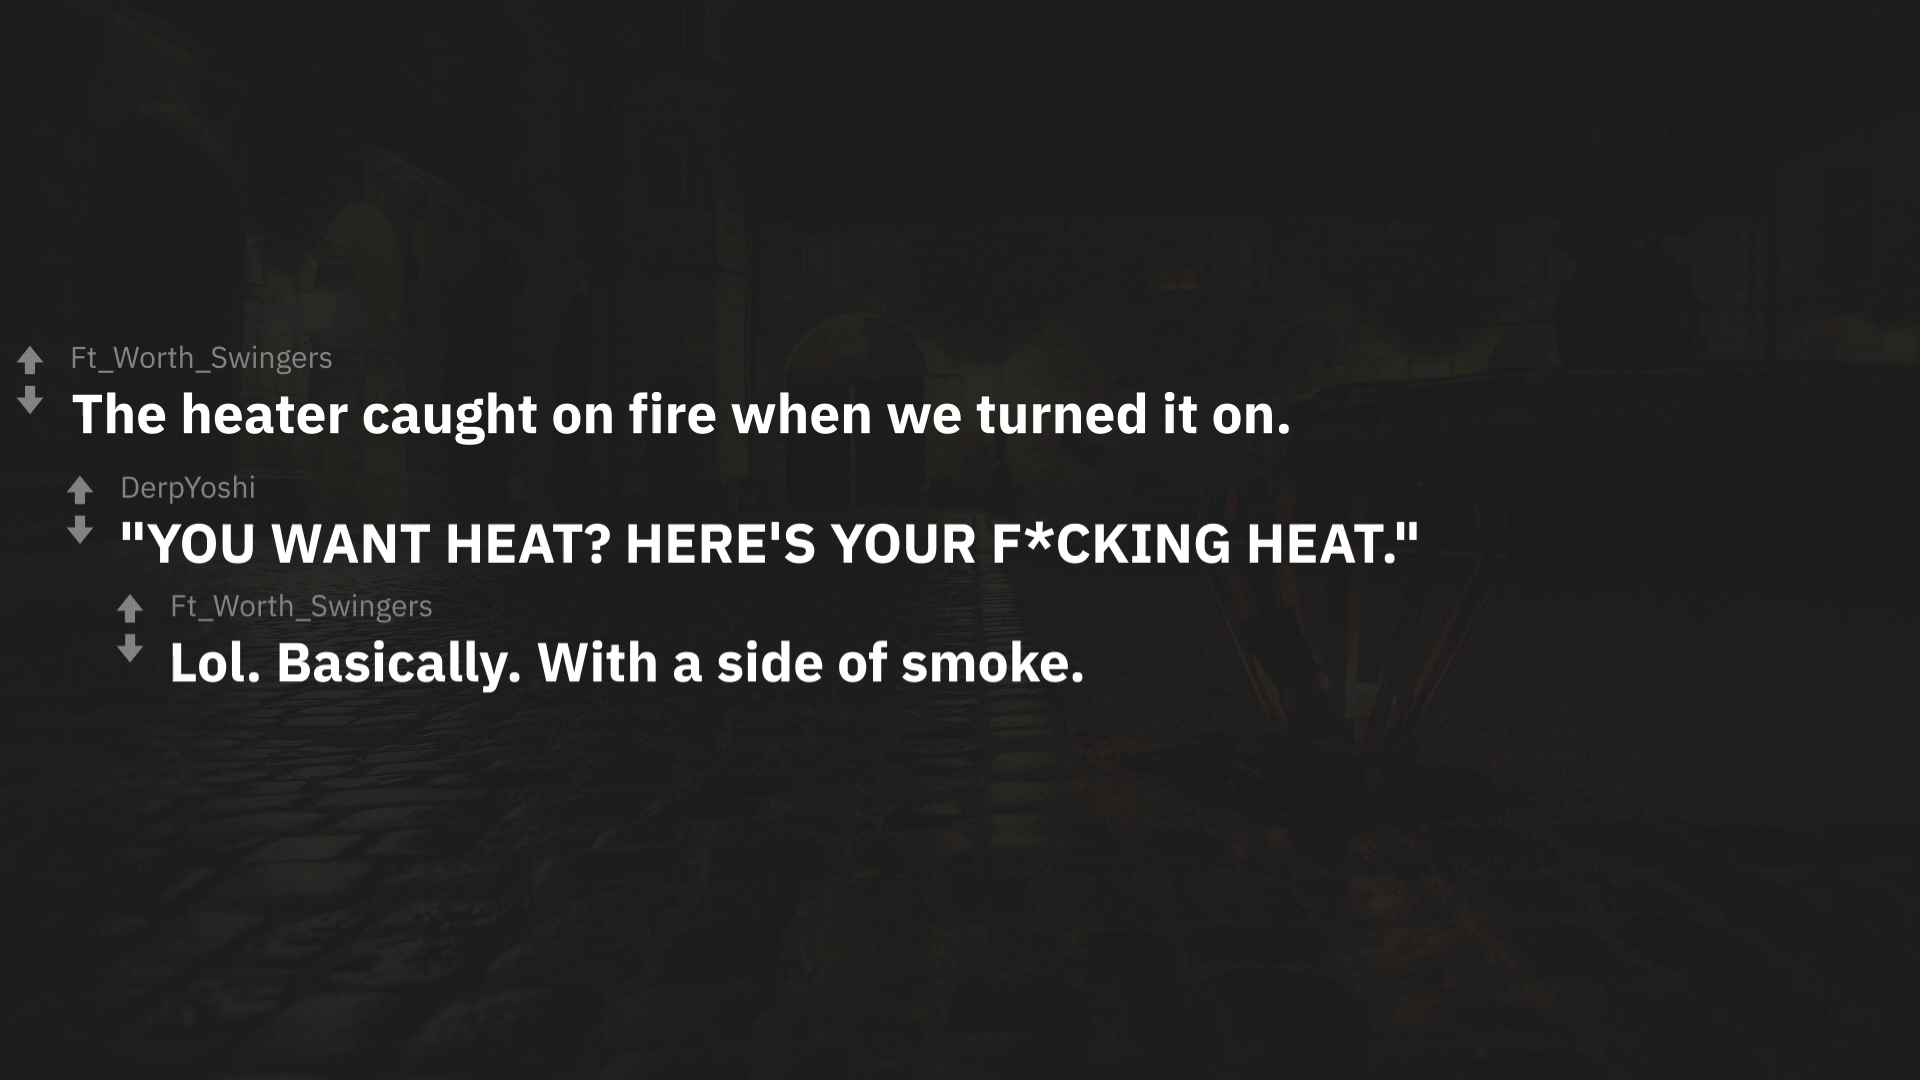 Ft_Worth_Swingers
The heater caught on fire when we turned it on.
DerpYoshi
"YOU WANT HEAT? HERE'S YOUR F*CKING HEAT."
Ft_Worth_Swingers
Lol. Basically. With a side of smoke.